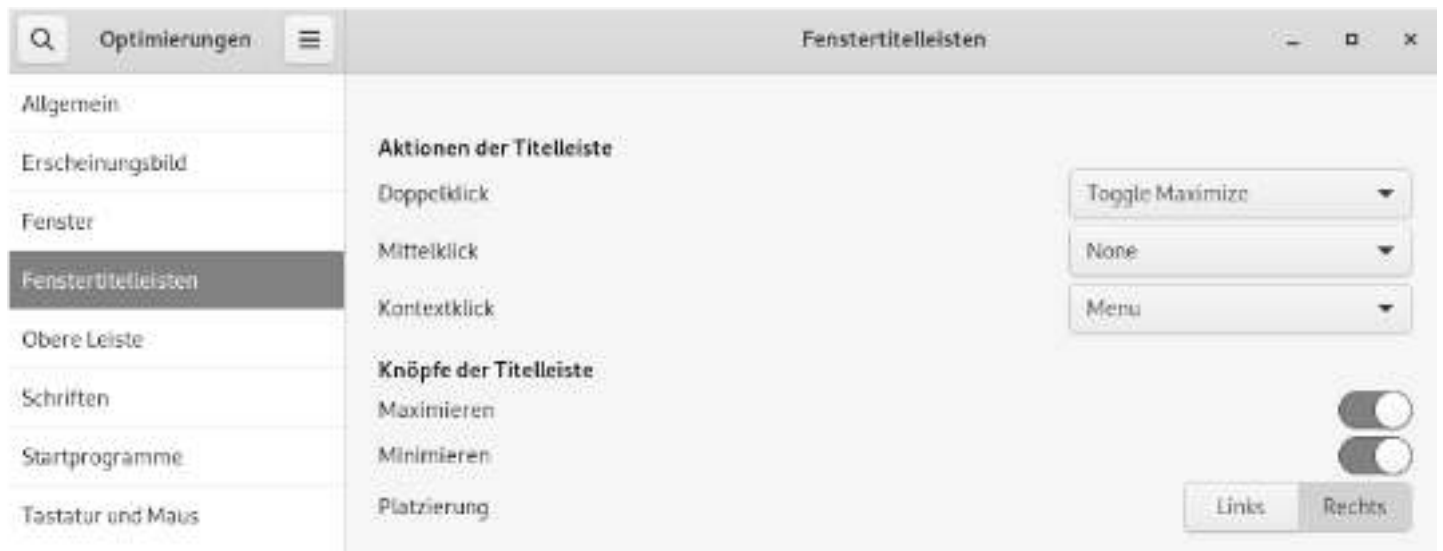 Optimierungen
Fenstertitelleisten
Allgemein
Erscheinungsbild
Fenster
Fenstertitelleisten
Obere Leiste
Schriften
Startprogramme
Tastatur und Maus
Aktionen der Titelleiste
Doppelklick Toggle Maximize
Mittelklick None
Kontextklick Menu
Knöpfe der Titelleiste
Maximieren
Minimieren
Platzierung Links Rechts